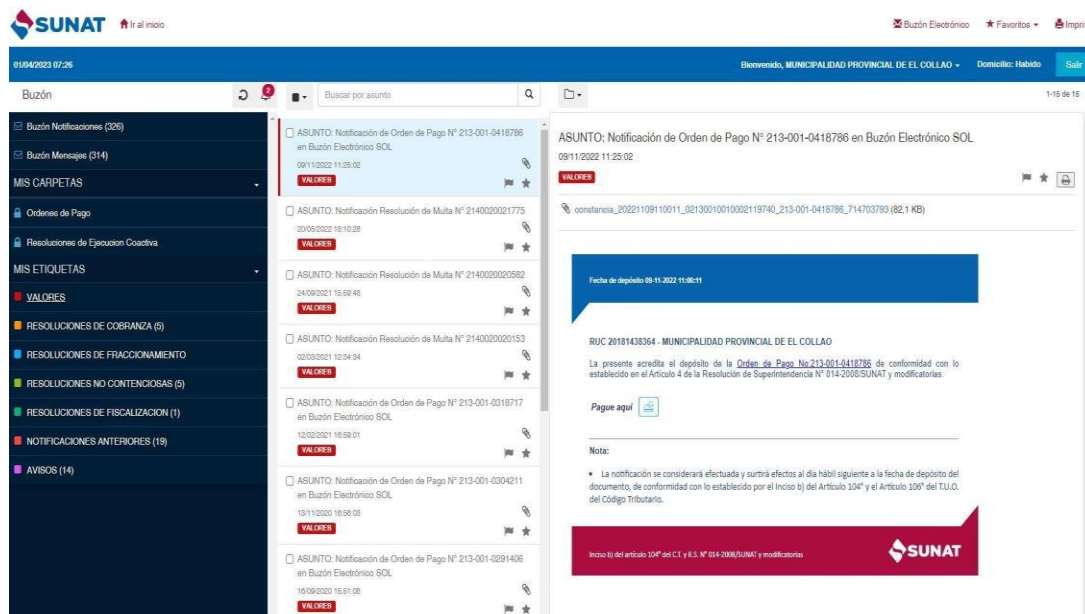 SUNAT
Ir al inicio
Buzón Electrónico
Favoritos
Impri
01/04/2023 07:26
Bienvenido, MUNICIPALIDAD PROVINCIAL DE EL COLLAO
Domicilio: Habido
Salir
Buzón
2
Buscar por asunto
1-15 de 15
Buzón Notificaciones (326)
Buzón Mensajes (314)
MIS CARPETAS
Ordenes de Pago
Resoluciones de Ejecucion Coactiva
MIS ETIQUETAS
VALORES
RESOLUCIONES DE COBRANZA (5)
RESOLUCIONES DE FRACCIONAMIENTO
RESOLUCIONES NO CONTENCIOSAS (5)
RESOLUCIONES DE FISCALIZACION (1)
NOTIFICACIONES ANTERIORES (19)
AVISOS (14)
ASUNTO: Notificación de Orden de Pago N° 213-001-0418786
en Buzón Electrónico SOL
09/11/2022 11:25:02
VALORES
ASUNTO: Notificación Resolución de Multa N° 2140020021775
20/05/2022 18:10:28
VALORES
ASUNTO: Notificación Resolución de Multa N° 2140020020582
24/09/2021 15:59:48
VALORES
ASUNTO: Notificación Resolución de Multa N° 2140020020153
02/03/2021 12:34:34
VALORES
ASUNTO: Notificación de Orden de Pago N° 213-001-0318717
en Buzón Electrónico SOL
12/02/2021 16:59:01
VALORES
ASUNTO: Notificación de Orden de Pago N° 213-001-0304211
en Buzón Electrónico SOL
13/11/2020 16:56:03
VALORES
ASUNTO: Notificación de Orden de Pago N° 213-001-0291406
en Buzón Electrónico SOL
16/09/2020 15:51:08
VALORES
ASUNTO: Notificación de Orden de Pago N° 213-001-0418786 en Buzón Electrónico SOL
09/11/2022 11:25:02
VALORES
constancia_20221109110011_02130010010002119740_213-001-0418786_714703793 (82,1 KB)
Fecha de depósito 09-11-2022 11:00:11
RUC 20181438364 - MUNICIPALIDAD PROVINCIAL DE EL COLLAO
La presente acredita el depósito de la Orden de Pago No:213-001-0418786 de conformidad con lo
establecido en el Artículo 4 de la Resolución de Superintendencia N° 014-2008/SUNAT y modificatorias.
Pague aquí
Nota:
• La notificación se considerará efectuada y surtirá efectos al día hábil siguiente a la fecha de depósito del
documento, de conformidad con lo establecido por el Inciso b) del Artículo 104° y el Artículo 106° del T.U.O.
del Código Tributario.
Inciso b) del artículo 104° del C.T. y R.S. N° 014-2008/SUNAT y modificatorias
SUNAT